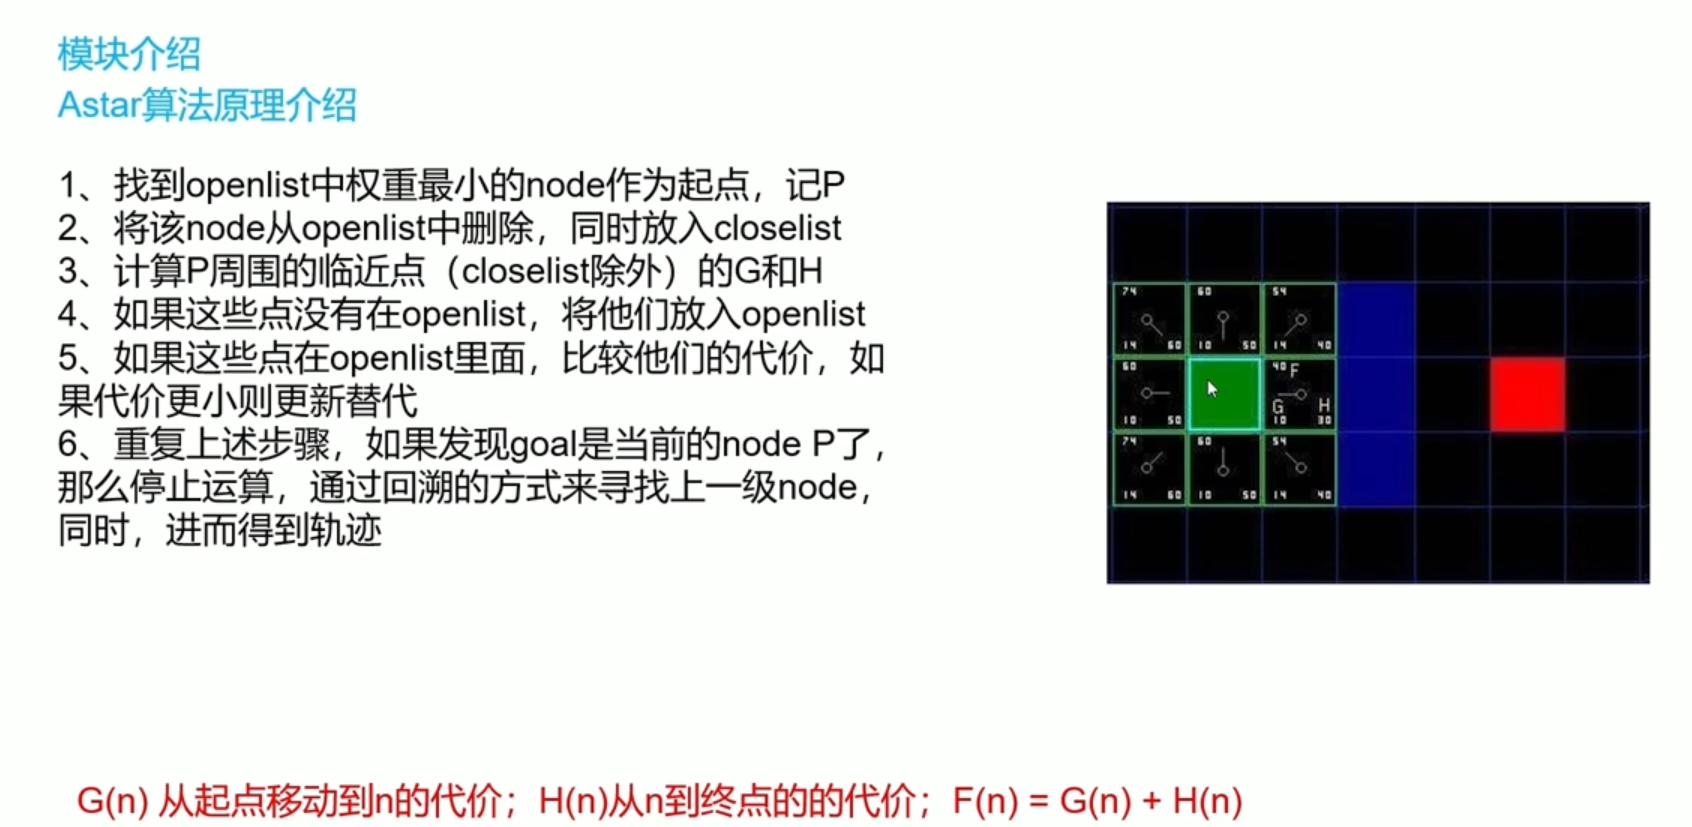 模块介绍
Astar算法原理介绍
1、找到openlist中权重最小的node作为起点，记P
2、将该node从openlist中删除，同时放入closelist
3、计算P周围的临近点（closelist除外）的G和H
4、如果这些点没有在openlist，将他们放入openlist
5、如果这些点在openlist里面，比较他们的代价，如
果代价更小则更新替代
6、重复上述步骤，如果发现goal是当前的node P了，
那么停止运算，通过回溯的方式来寻找上一级node，
同时，进而得到轨迹
74 60 54
14 60 10 50 14 40
60 40 F
G H
10 50 10 30
74 60 54
14 60 10 50 14 40
G(n) 从起点移动到n的代价；H(n)从n到终点的的代价；F(n) = G(n) + H(n)